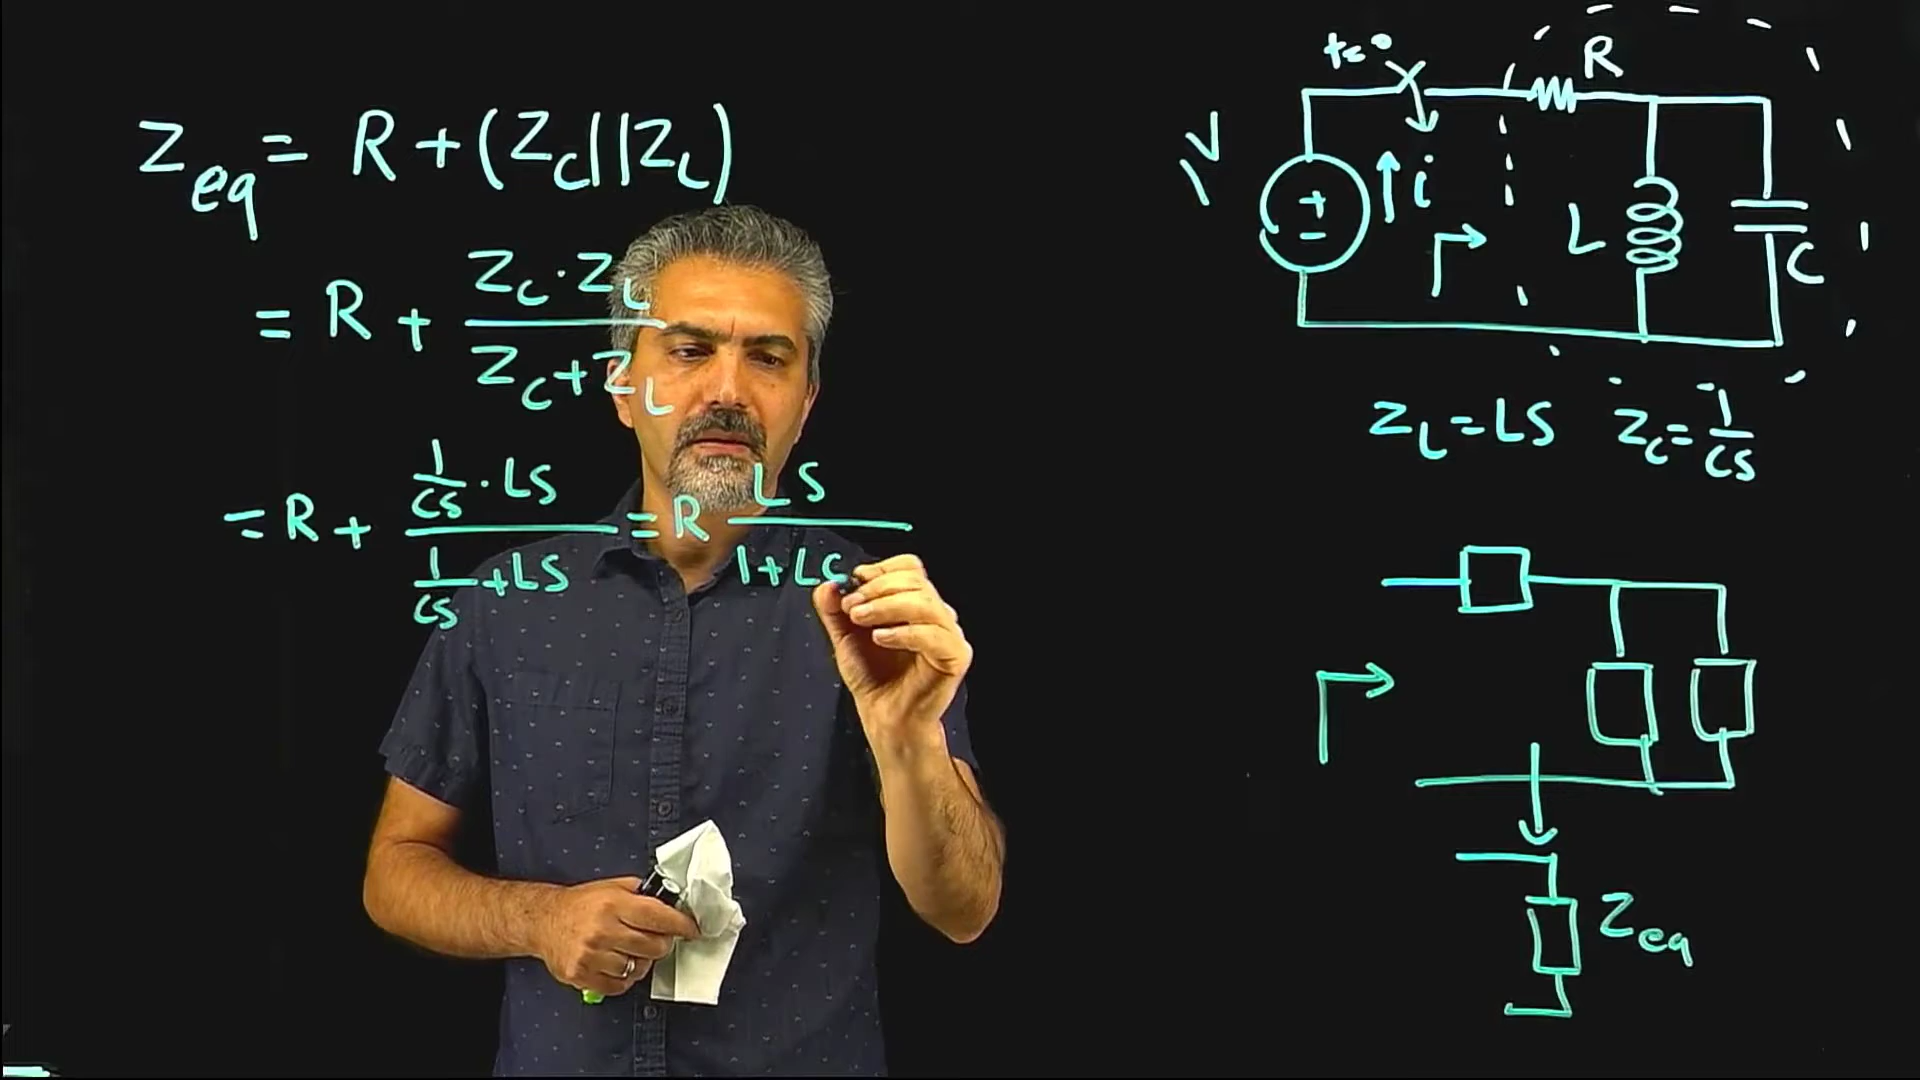 Zeq = R + (Zc||ZL)
= R + Zc · ZL / Zc + ZL
= R + 1/CS · LS / 1/CS + LS = R LS / 1 + LC
t=0
R
V
+
-
i
L
C
ZL = LS Zc = 1/CS
Zeq